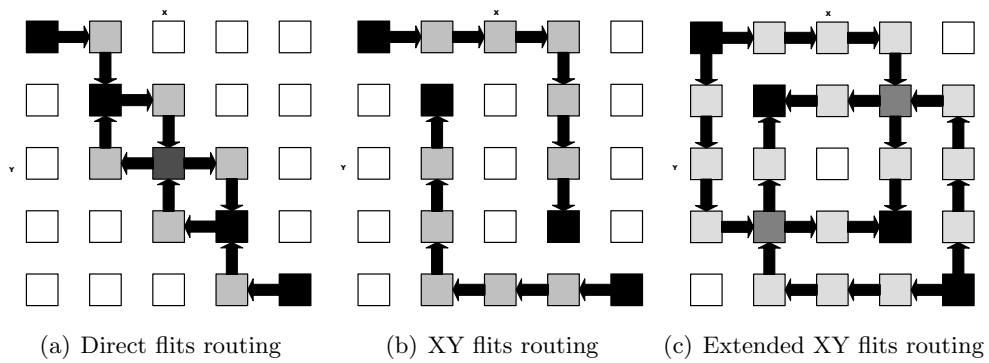 X X X
Y Y Y
(a) Direct flits routing (b) XY flits routing (c) Extended XY flits routing